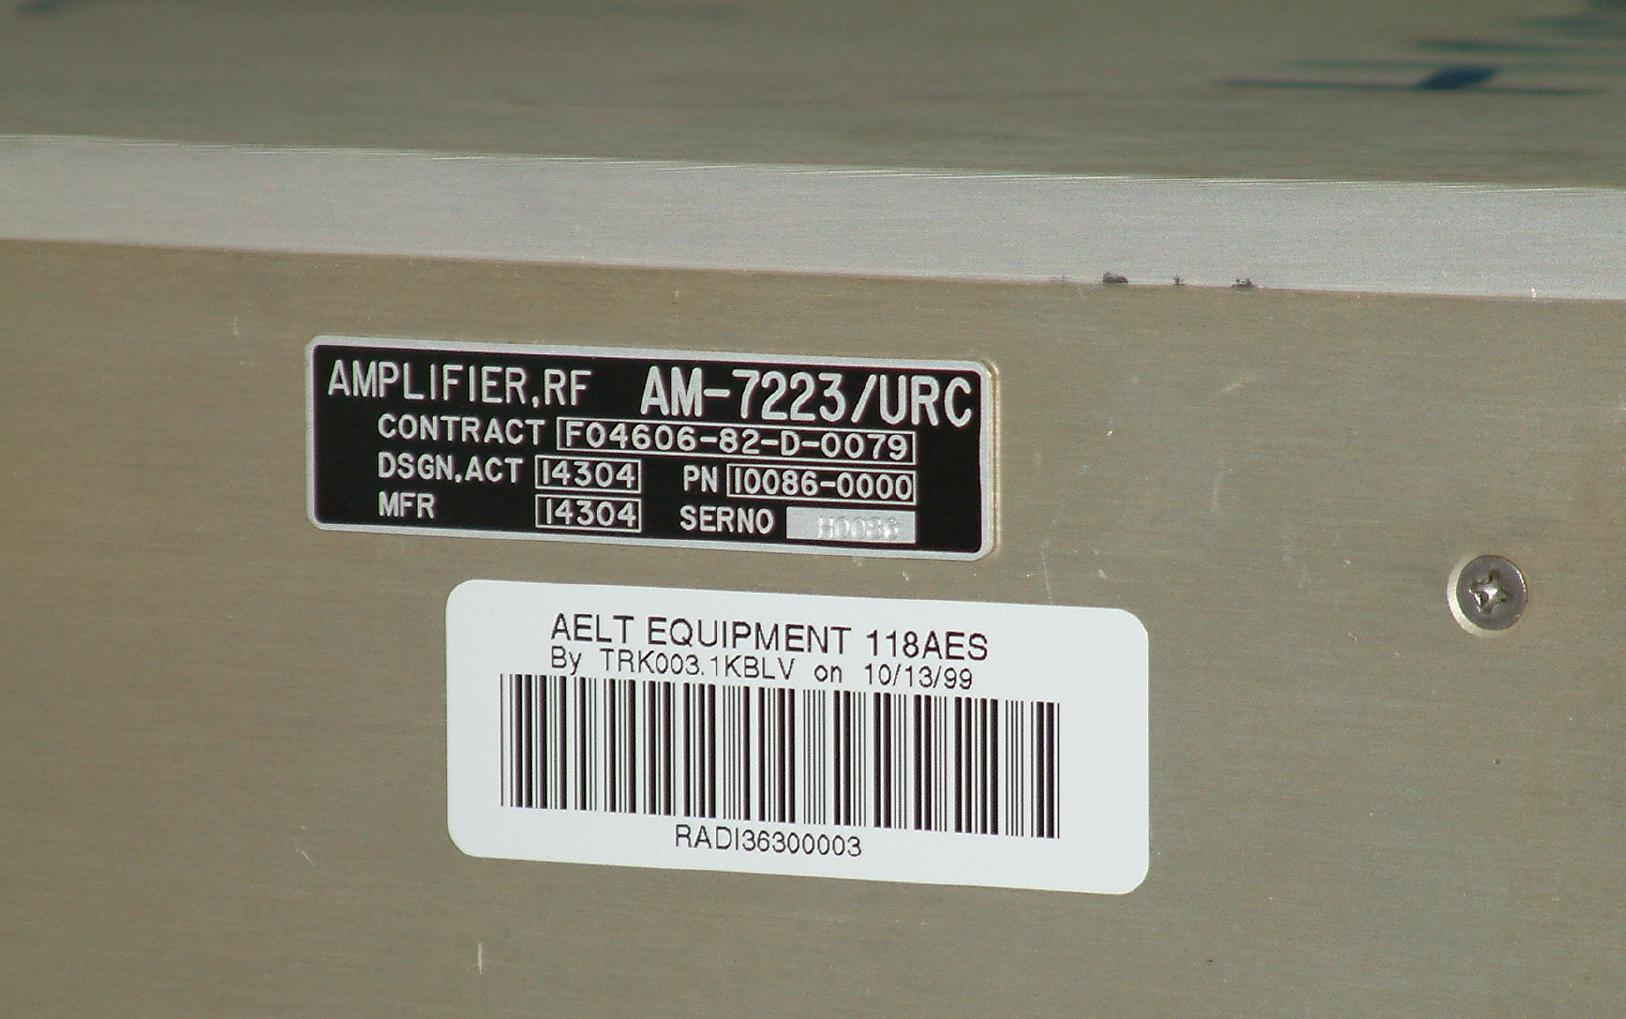 AMPLIFIER,RF AM-7223/URC
CONTRACT F04606-82-D-0079
DSGN.ACT 14304 PN 10086-0000
MFR 14304 SERNO H0086
AELT EQUIPMENT 118AES
By TRK003.1KBLV on 10/13/99
RADI36300003